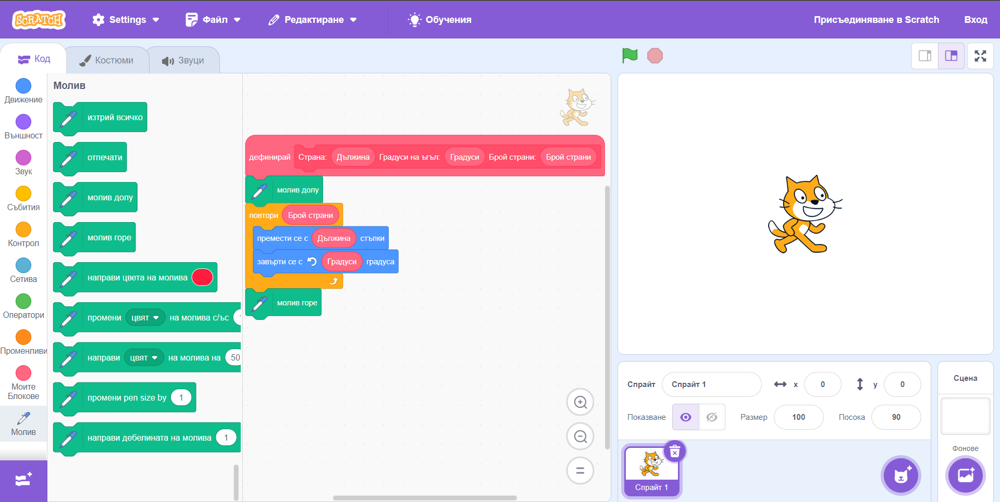 SCRATCH
Settings
Файл
Редактиране
Обучения
Присъединяване в Scratch
Вход
Код
Костюми
Звуци
Движение
Външност
Звук
Събития
Контрол
Сетива
Оператори
Променливи
Моите
Блокове
Молив
Молив
изтрий всичко
отпечати
молив долу
молив горе
направи цвета на молива
промени цвят на молива с/ъс
направи цвят на молива на 50
промени pen size by 1
направи дебелината на молива 1
дефинирай Страна: Дължина Градуси на ъгъл: Градуси Брой страни: Брой страни
молив долу
повтори Брой страни
премести се с Дължина стъпки
завърти се с Градуси градуса
молив горе
Спрайт Спрайт 1 x 0 y 0
Показване Размер 100 Посока 90
Спрайт 1
Сцена
Фонове